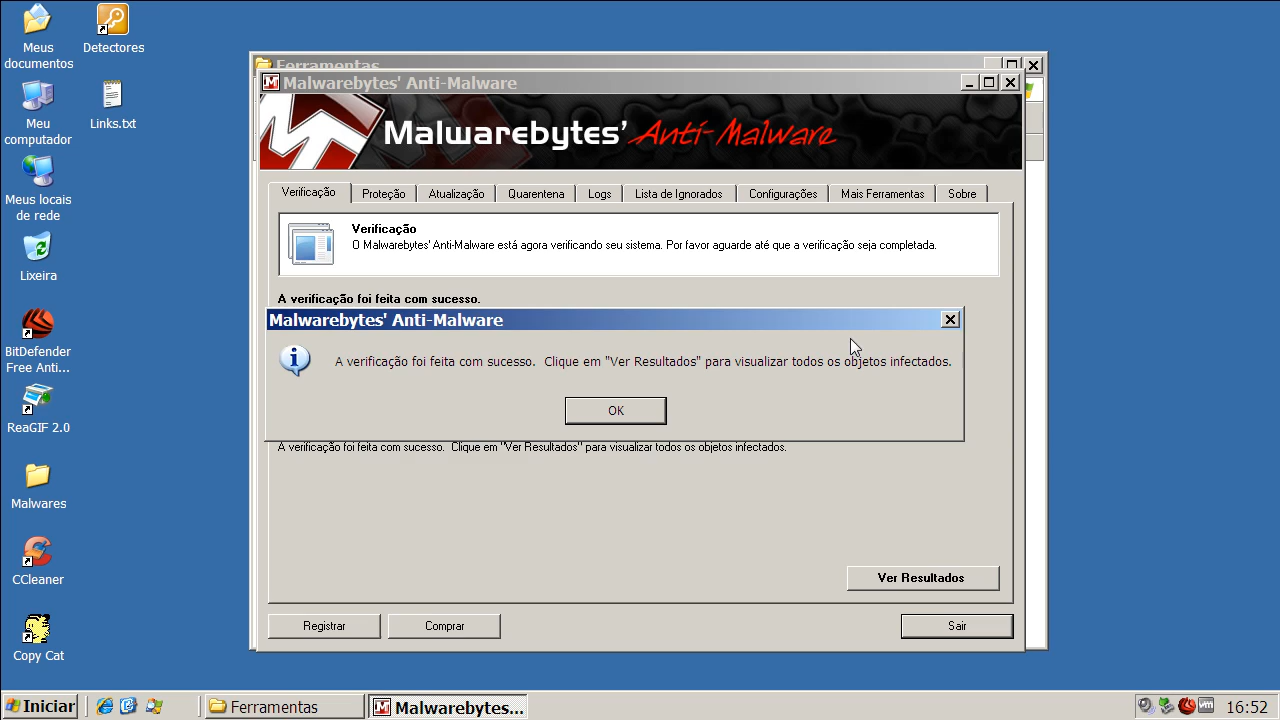 Meus documentos
Detectores
Meu computador
Links.txt
Meus locais de rede
Lixeira
BitDefender Free Anti...
ReaGIF 2.0
Malwares
CCleaner
Copy Cat
Ferramentas
Malwarebytes' Anti-Malware
Malwarebytes' Anti-Malware
Verificação Proteção Atualização Quarentena Logs Lista de Ignorados Configurações Mais Ferramentas Sobre
Verificação
O Malwarebytes' Anti-Malware está agora verificando seu sistema. Por favor aguarde até que a verificação seja completada.
A verificação foi feita com sucesso.
Malwarebytes' Anti-Malware
A verificação foi feita com sucesso. Clique em "Ver Resultados" para visualizar todos os objetos infectados.
OK
A verificação foi feita com sucesso. Clique em "Ver Resultados" para visualizar todos os objetos infectados.
Ver Resultados
Registrar Comprar Sair
Iniciar Ferramentas Malwarebytes... vm 16:52